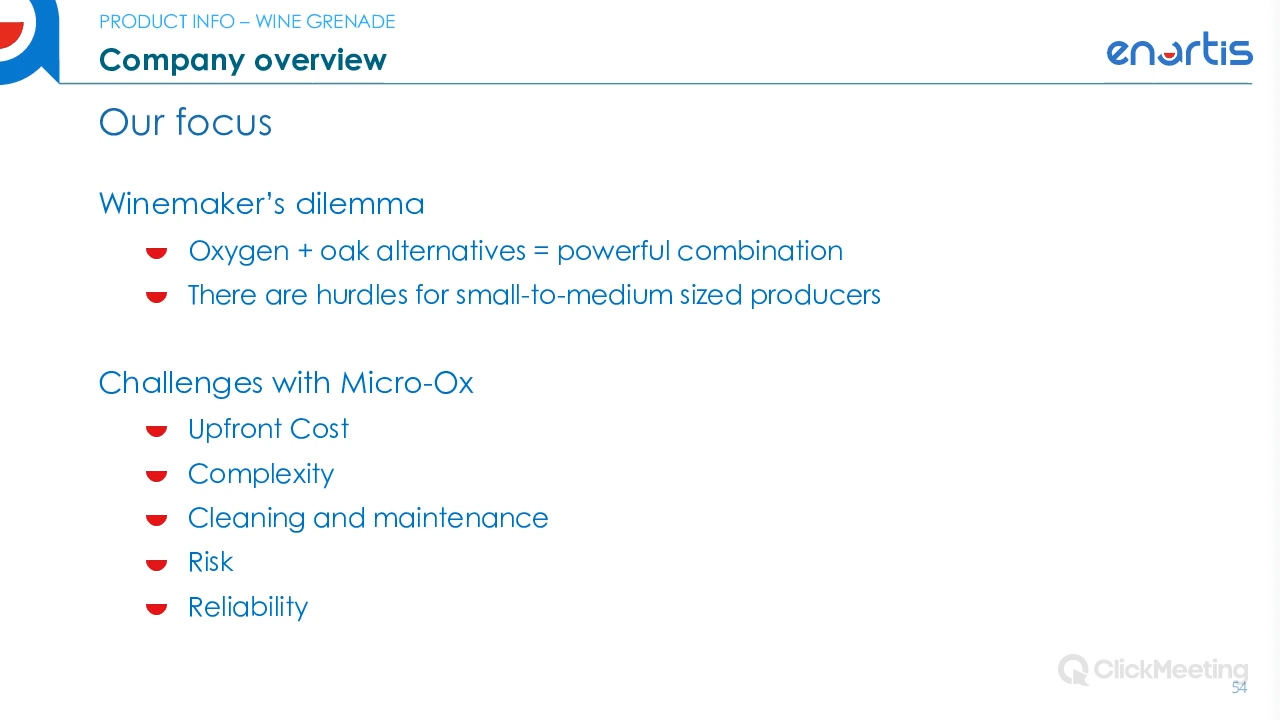 PRODUCT INFO – WINE GRENADE
Company overview
enartis
Our focus
Winemaker’s dilemma
Oxygen + oak alternatives = powerful combination
There are hurdles for small-to-medium sized producers
Challenges with Micro-Ox
Upfront Cost
Complexity
Cleaning and maintenance
Risk
Reliability
ClickMeeting
54